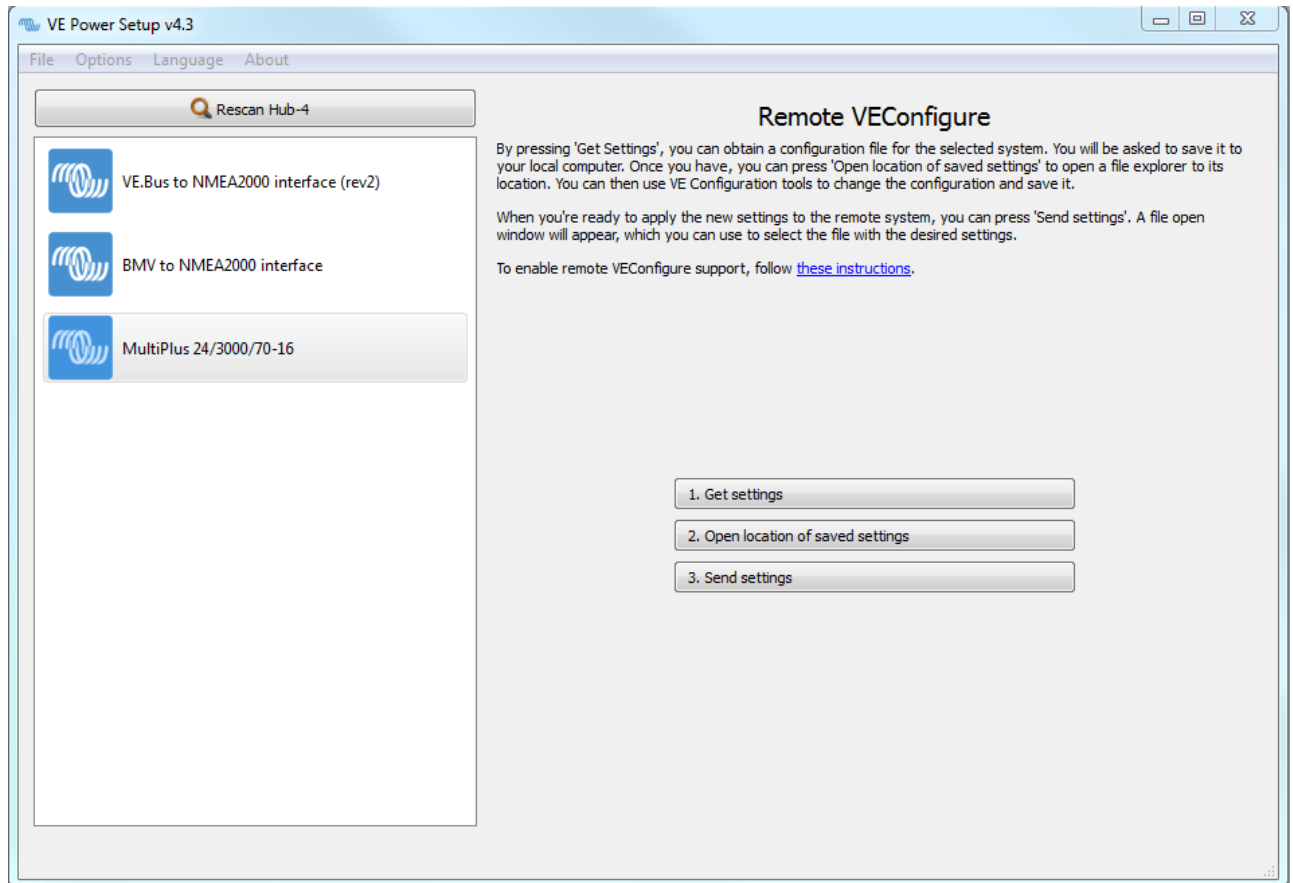 VE Power Setup v4.3
File Options Language About
Rescan Hub-4
VE.Bus to NMEA2000 interface (rev2)
BMV to NMEA2000 interface
MultiPlus 24/3000/70-16
Remote VEConfigure
By pressing 'Get Settings', you can obtain a configuration file for the selected system. You will be asked to save it to
your local computer. Once you have, you can press 'Open location of saved settings' to open a file explorer to its
location. You can then use VE Configuration tools to change the configuration and save it.
When you're ready to apply the new settings to the remote system, you can press 'Send settings'. A file open
window will appear, which you can use to select the file with the desired settings.
To enable remote VEConfigure support, follow these instructions.
1. Get settings
2. Open location of saved settings
3. Send settings